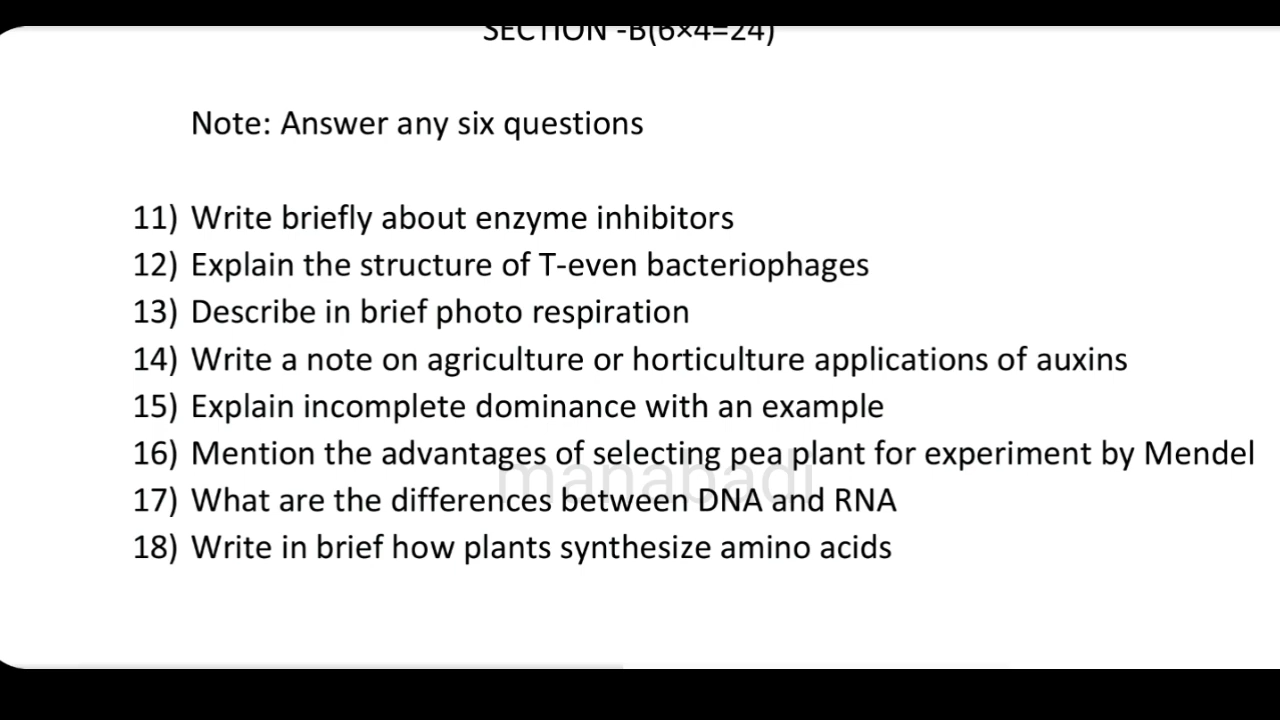 SECTION -B(6×4=24)
Note: Answer any six questions
11) Write briefly about enzyme inhibitors
12) Explain the structure of T-even bacteriophages
13) Describe in brief photo respiration
14) Write a note on agriculture or horticulture applications of auxins
15) Explain incomplete dominance with an example
16) Mention the advantages of selecting pea plant for experiment by Mendel
manabadi
17) What are the differences between DNA and RNA
18) Write in brief how plants synthesize amino acids